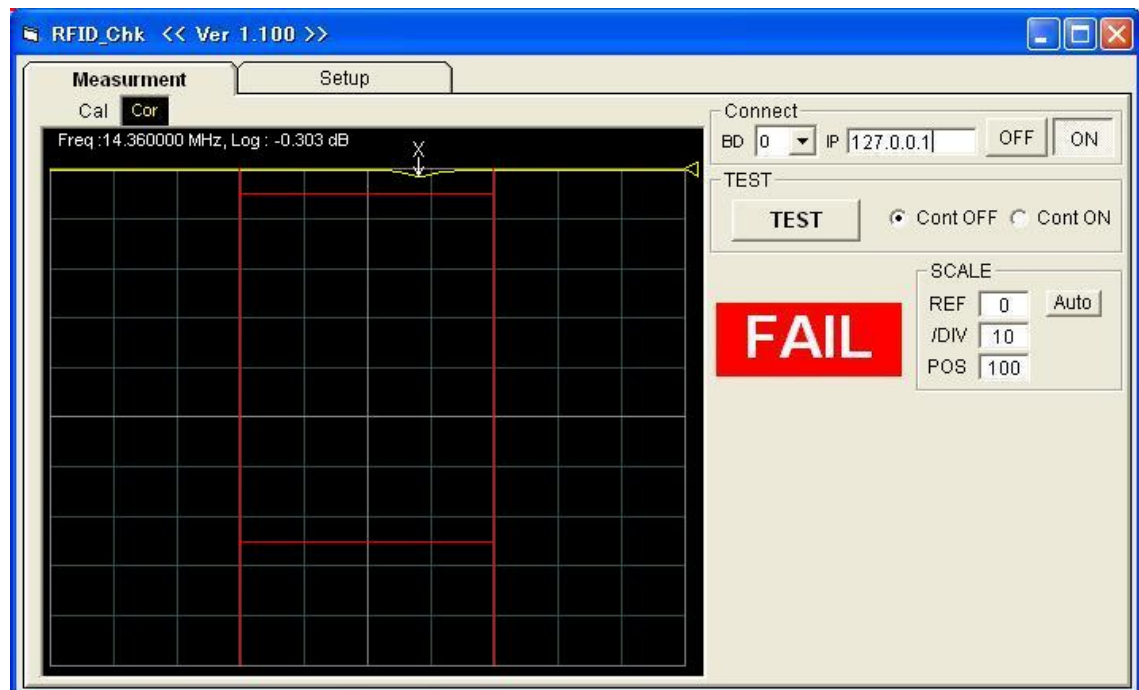 RFID_Chk << Ver 1.100 >>
Measurment Setup
Cal Cor
Freq :14.360000 MHz, Log : -0.303 dB
X
Connect
BD 0 IP 127.0.0.1 OFF ON
TEST
TEST Cont OFF Cont ON
FAIL
SCALE
REF 0 Auto
/DIV 10
POS 100